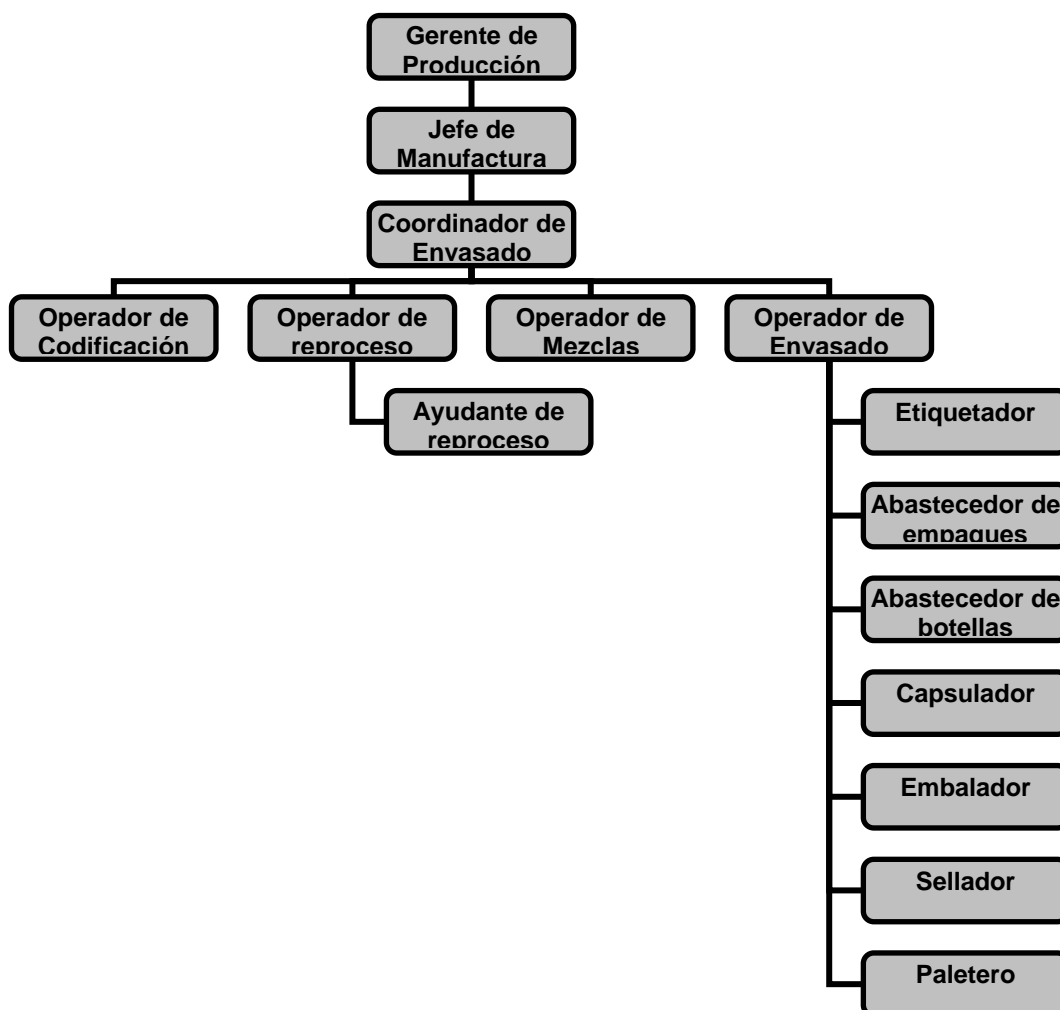 Gerente de
Producción
Jefe de
Manufactura
Coordinador de
Envasado
Operador de
Codificación
Operador de
reproceso
Operador de
Mezclas
Operador de
Envasado
Ayudante de
reproceso
Etiquetador
Abastecedor de
empaques
Abastecedor de
botellas
Capsulador
Embalador
Sellador
Paletero